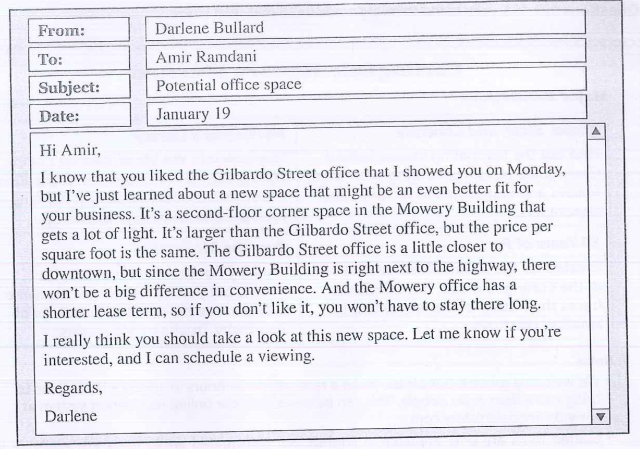 From: Darlene Bullard
To: Amir Ramdani
Subject: Potential office space
Date: January 19
Hi Amir,
I know that you liked the Gilbardo Street office that I showed you on Monday,
but I've just learned about a new space that might be an even better fit for
your business. It's a second-floor corner space in the Mowery Building that
gets a lot of light. It's larger than the Gilbardo Street office, but the price per
square foot is the same. The Gilbardo Street office is a little closer to
downtown, but since the Mowery Building is right next to the highway, there
won't be a big difference in convenience. And the Mowery office has a
shorter lease term, so if you don't like it, you won't have to stay there long.
I really think you should take a look at this new space. Let me know if you're
interested, and I can schedule a viewing.
Regards,
Darlene